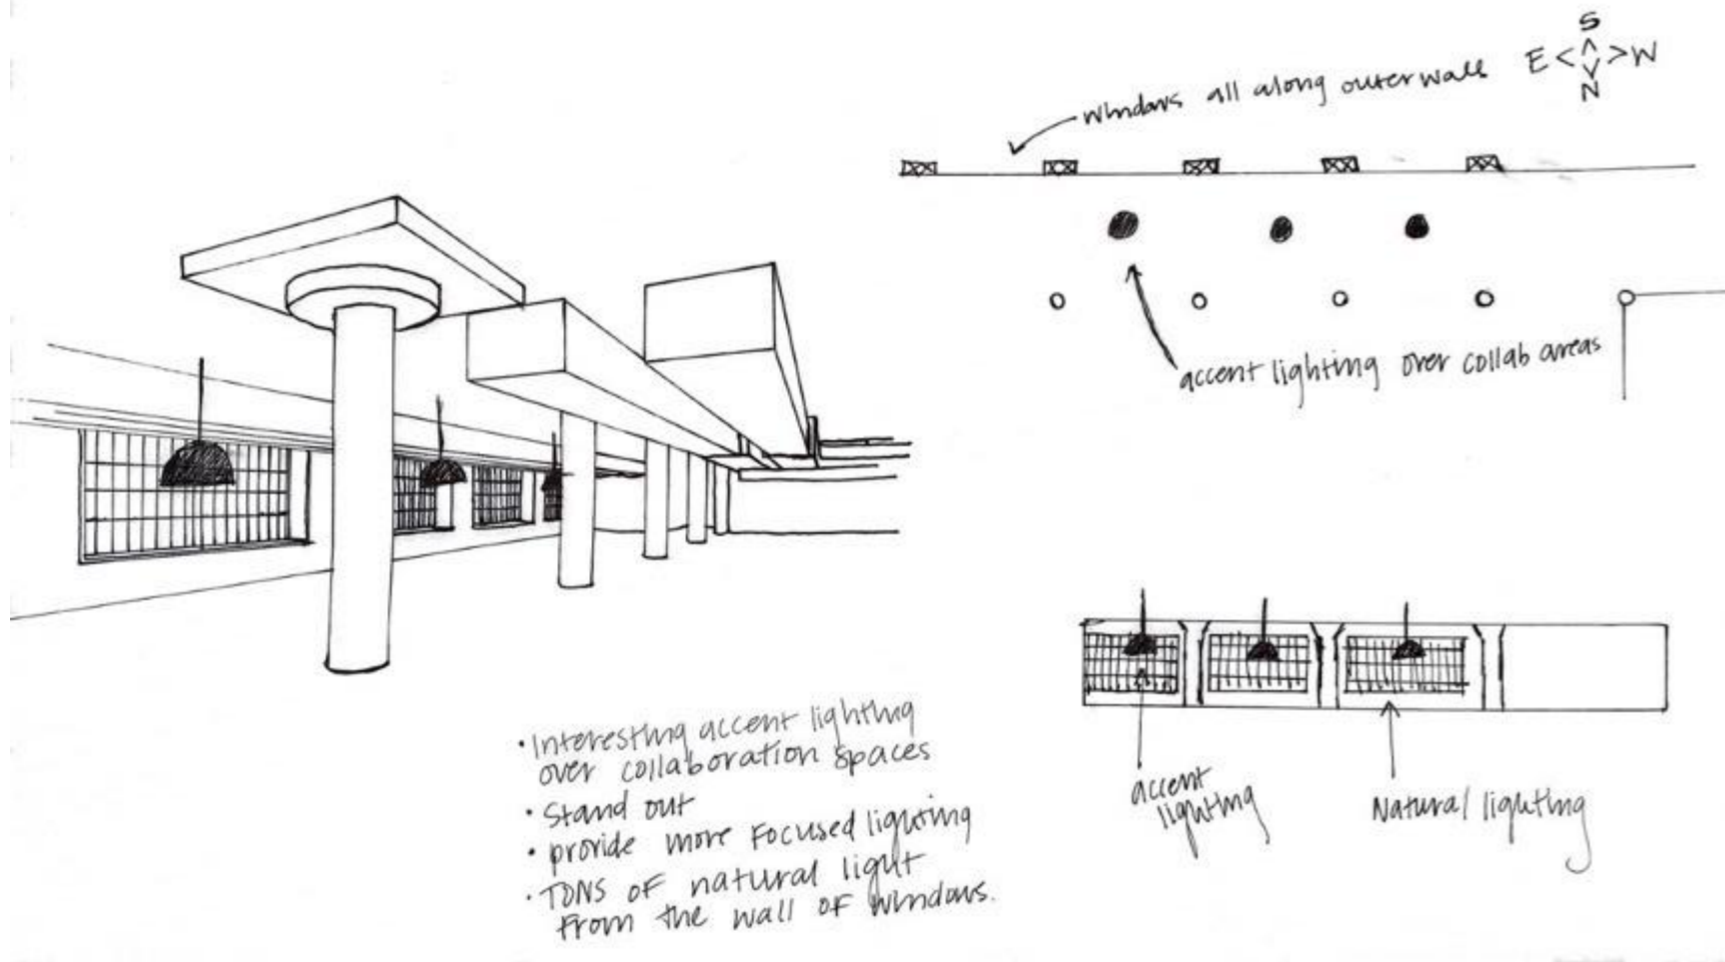 S
E < > W
N
windows all along outer walls
accent lighting over collab areas
• Interesting accent lighting
over collaboration spaces
• Stand out
• provide more Focused lighting
• TONS OF natural light
From the wall OF windows.
accent
lighting
Natural lighting